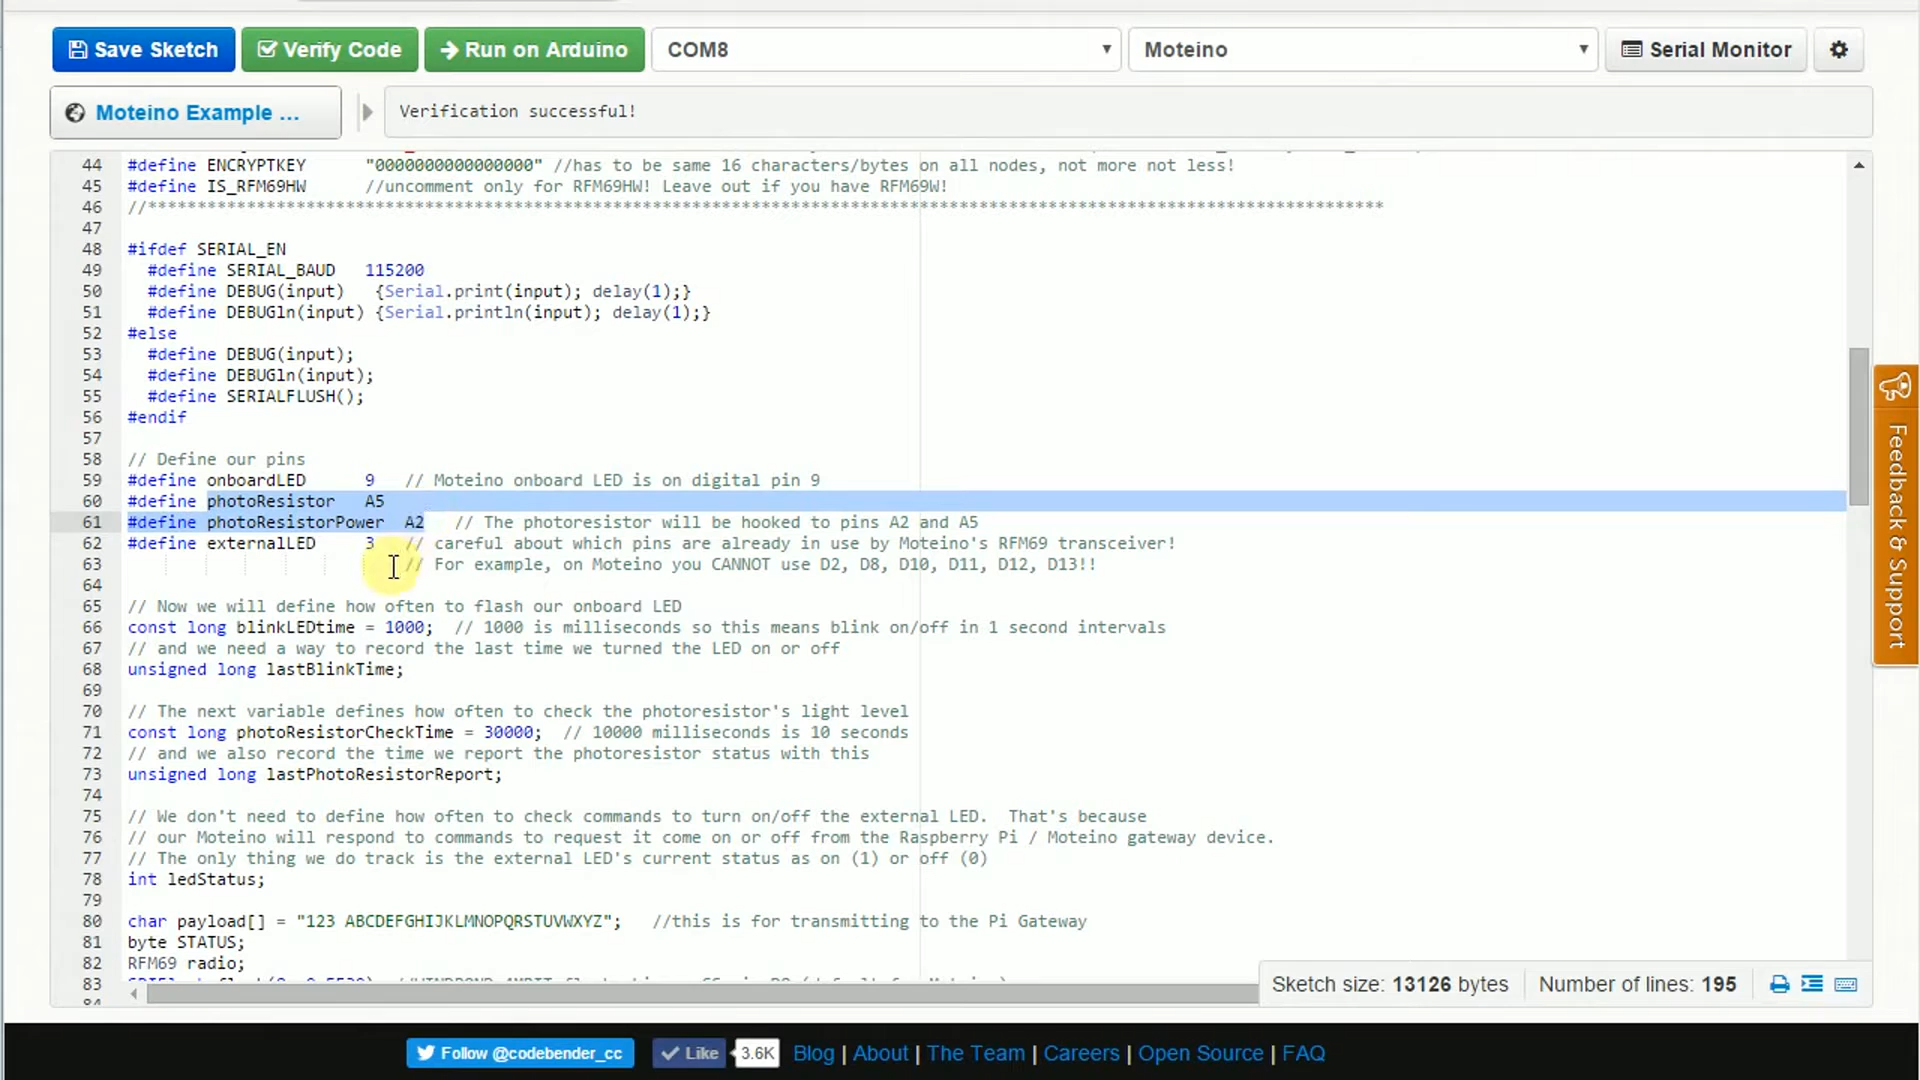 Save Sketch Verify Code Run on Arduino COM8 Moteino Serial Monitor
Moteino Example ... Verification successful!
44 #define ENCRYPTKEY "0000000000000000" //has to be same 16 characters/bytes on all nodes, not more not less!
45 #define IS_RFM69HW //uncomment only for RFM69HW! Leave out if you have RFM69W!
46 //*****************************************************************************************************************************
47
48 #ifdef SERIAL_EN
49 #define SERIAL_BAUD 115200
50 #define DEBUG(input) {Serial.print(input); delay(1);}
51 #define DEBUGln(input) {Serial.println(input); delay(1);}
52 #else
53 #define DEBUG(input);
54 #define DEBUGln(input);
55 #define SERIALFLUSH();
56 #endif
57
58 // Define our pins
59 #define onboardLED 9 // Moteino onboard LED is on digital pin 9
60 #define photoResistor A5
61 #define photoResistorPower A2 // The photoresistor will be hooked to pins A2 and A5
62 #define externalLED 3 // careful about which pins are already in use by Moteino's RFM69 transceiver!
63 // For example, on Moteino you CANNOT use D2, D8, D10, D11, D12, D13!!
64
65 // Now we will define how often to flash our onboard LED
66 const long blinkLEDtime = 1000; // 1000 is milliseconds so this means blink on/off in 1 second intervals
67 // and we need a way to record the last time we turned the LED on or off
68 unsigned long lastBlinkTime;
69
70 // The next variable defines how often to check the photoresistor's light level
71 const long photoResistorCheckTime = 30000; // 10000 milliseconds is 10 seconds
72 // and we also record the time we report the photoresistor status with this
73 unsigned long lastPhotoResistorReport;
74
75 // We don't need to define how often to check commands to turn on/off the external LED. That's because
76 // our Moteino will respond to commands to request it come on or off from the Raspberry Pi / Moteino gateway device.
77 // The only thing we do track is the external LED's current status as on (1) or off (0)
78 int ledStatus;
79
80 char payload[] = "123 ABCDEFGHIJKLMNOPQRSTUVWXYZ"; //this is for transmitting to the Pi Gateway
81 byte STATUS;
82 RFM69 radio;
83
84
Sketch size: 13126 bytes Number of lines: 195
Feedback & Support
Follow @codebender_cc Like 3.6K Blog | About | The Team | Careers | Open Source | FAQ